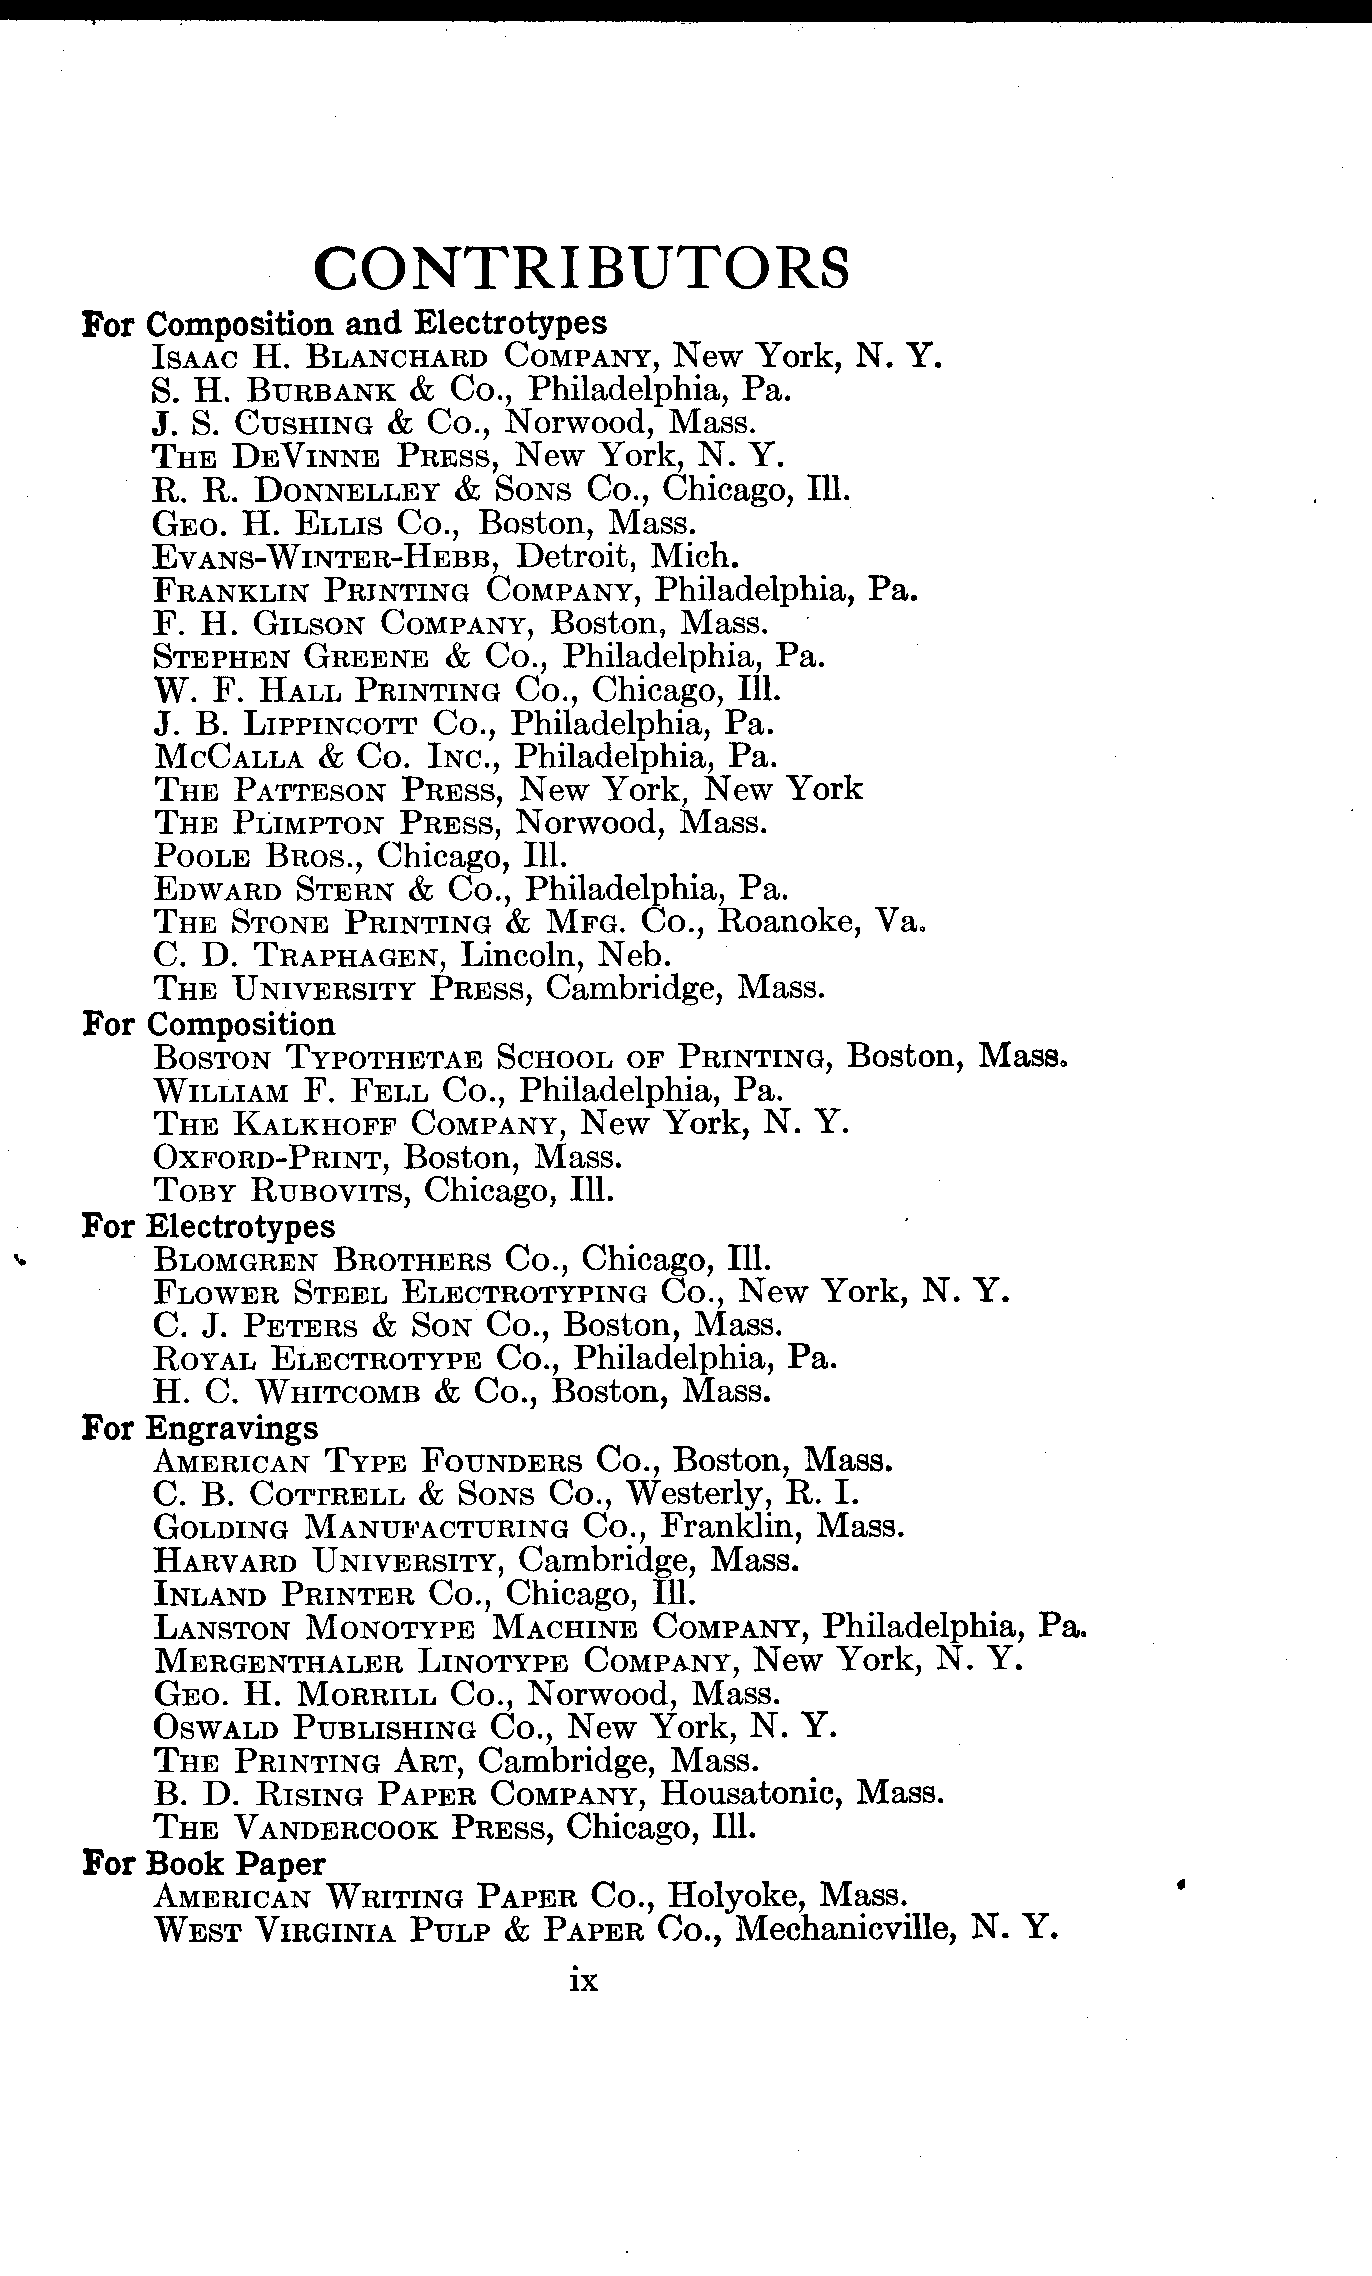 CONTRIBUTORS
For Composition and Electrotypes
Isaac H. Blanchard Company, New York, N. Y.
S. H. Burbank & Co., Philadelphia, Pa.
J. S. Cushing & Co., Norwood, Mass.
The DeVinne Press, New York, N. Y.
R. R. Donnelley & Sons Co., Chicago, Ill.
Geo. H. Ellis Co., Boston, Mass.
Evans-Winter-Hebb, Detroit, Mich.
Franklin Printing Company, Philadelphia, Pa.
F. H. Gilson Company, Boston, Mass.
Stephen Greene & Co., Philadelphia, Pa.
W. F. Hall Printing Co., Chicago, Ill.
J. B. Lippincott Co., Philadelphia, Pa.
McCalla & Co. Inc., Philadelphia, Pa.
The Patteson Press, New York, New York
The Plimpton Press, Norwood, Mass.
Poole Bros., Chicago, Ill.
Edward Stern & Co., Philadelphia, Pa.
The Stone Printing & Mfg. Co., Roanoke, Va.
C. D. Traphagen, Lincoln, Neb.
The University Press, Cambridge, Mass.
For Composition
Boston Typothetae School of Printing, Boston, Mass.
William F. Fell Co., Philadelphia, Pa.
The Kalkhoff Company, New York, N. Y.
Oxford-Print, Boston, Mass.
Toby Rubovits, Chicago, Ill.
For Electrotypes
Blomgren Brothers Co., Chicago, Ill.
Flower Steel Electrotyping Co., New York, N. Y.
C. J. Peters & Son Co., Boston, Mass.
Royal Electrotype Co., Philadelphia, Pa.
H. C. Whitcomb & Co., Boston, Mass.
For Engravings
American Type Founders Co., Boston, Mass.
C. B. Cottrell & Sons Co., Westerly, R. I.
Golding Manufacturing Co., Franklin, Mass.
Harvard University, Cambridge, Mass.
Inland Printer Co., Chicago, Ill.
Lanston Monotype Machine Company, Philadelphia, Pa.
Mergenthaler Linotype Company, New York, N. Y.
Geo. H. Morrill Co., Norwood, Mass.
Oswald Publishing Co., New York, N. Y.
The Printing Art, Cambridge, Mass.
B. D. Rising Paper Company, Housatonic, Mass.
The Vandercook Press, Chicago, Ill.
For Book Paper
American Writing Paper Co., Holyoke, Mass.
West Virginia Pulp & Paper Co., Mechanicville, N. Y.
ix